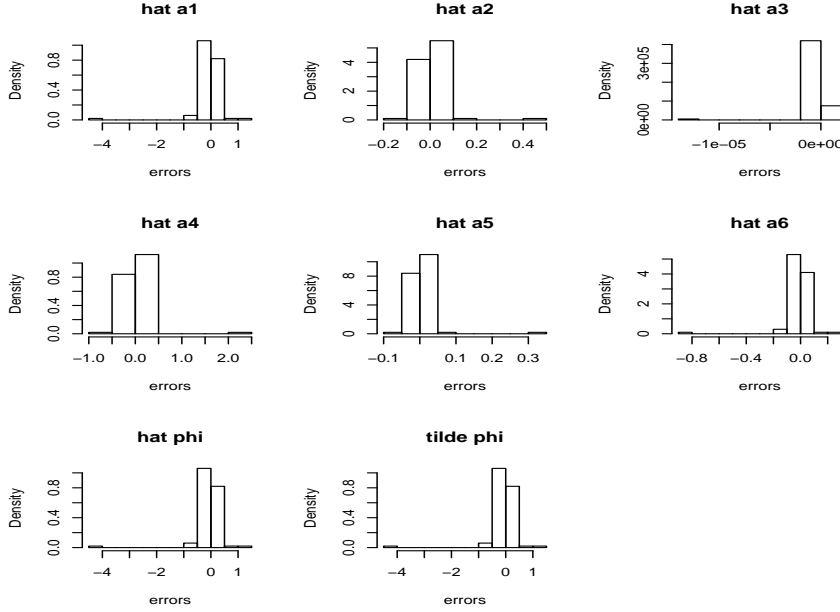 hat a1
Density
0.0 0.4 0.8
−4 −2 0 1
errors
hat a2
Density
0 2 4
−0.2 0.0 0.2 0.4
errors
hat a3
Density
0e+00 3e+05
−1e−05 0e+00
errors
hat a4
Density
0.0 0.4 0.8
−1.0 0.0 1.0 2.0
errors
hat a5
Density
0 4 8
−0.1 0.1 0.2 0.3
errors
hat a6
Density
0 2 4
−0.8 −0.4 0.0
errors
hat phi
Density
0.0 0.4 0.8
−4 −2 0 1
errors
tilde phi
Density
0.0 0.4 0.8
−4 −2 0 1
errors